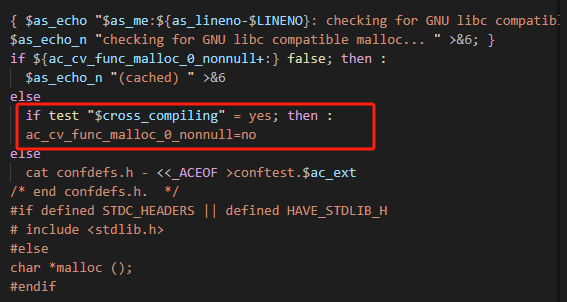 { $as_echo "$as_me:${as_lineno-$LINENO}: checking for GNU libc compatibl
$as_echo_n "checking for GNU libc compatible malloc... " >&6; }
if ${ac_cv_func_malloc_0_nonnull+:} false; then :
  $as_echo_n "(cached) " >&6
else
  if test "$cross_compiling" = yes; then :
  ac_cv_func_malloc_0_nonnull=no
else
  cat confdefs.h - <<_ACEOF >conftest.$ac_ext
/* end confdefs.h.  */
#if defined STDC_HEADERS || defined HAVE_STDLIB_H
# include <stdlib.h>
#else
char *malloc ();
#endif